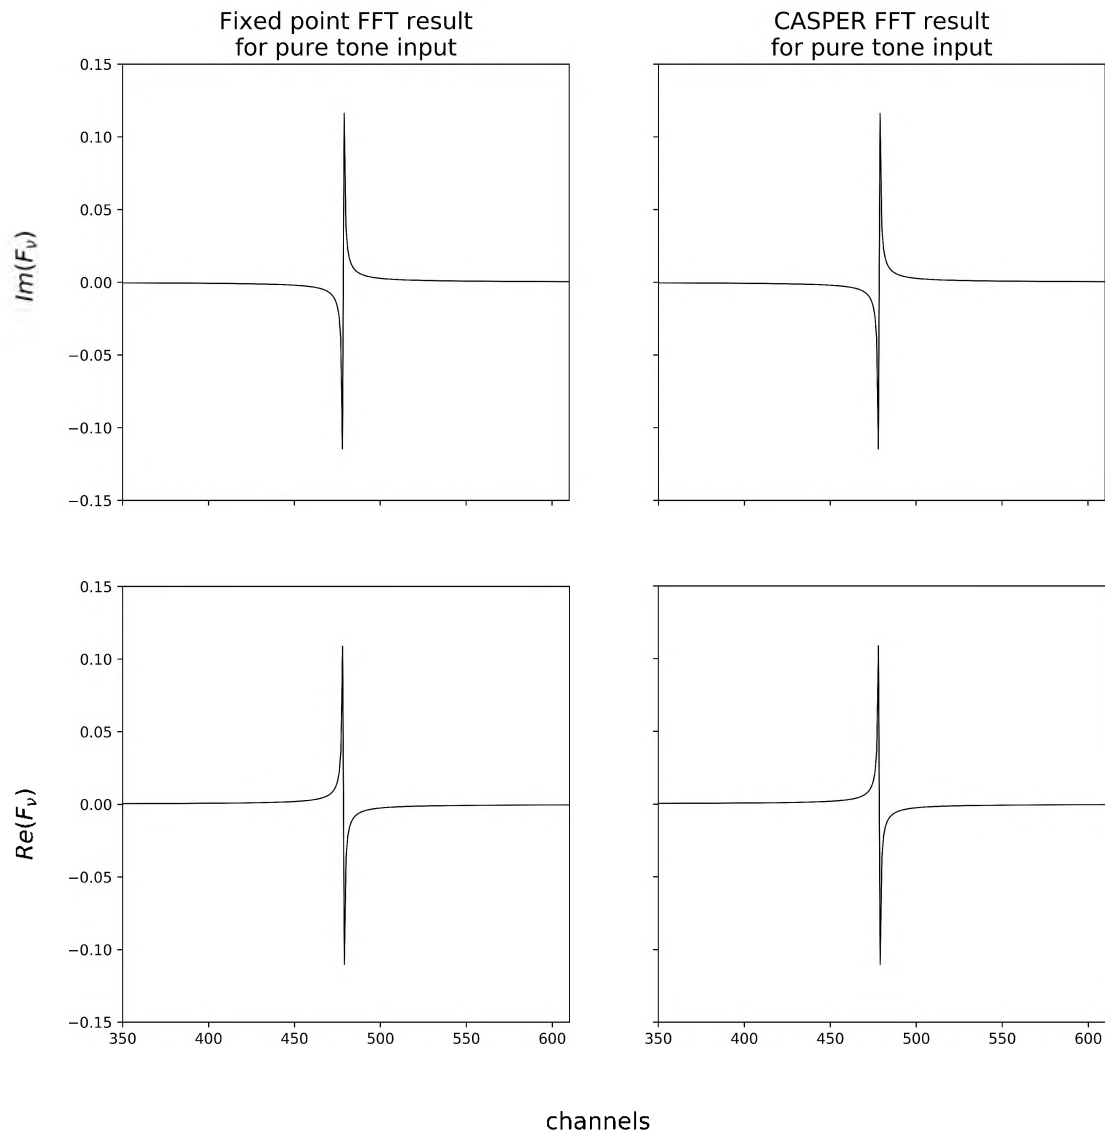 Fixed point FFT result
for pure tone input
CASPER FFT result
for pure tone input
Im(Fν)
0.15
0.10
0.05
0.00
−0.05
−0.10
−0.15
Re(Fν)
0.15
0.10
0.05
0.00
−0.05
−0.10
−0.15
350 400 450 500 550 600
350 400 450 500 550 600
channels